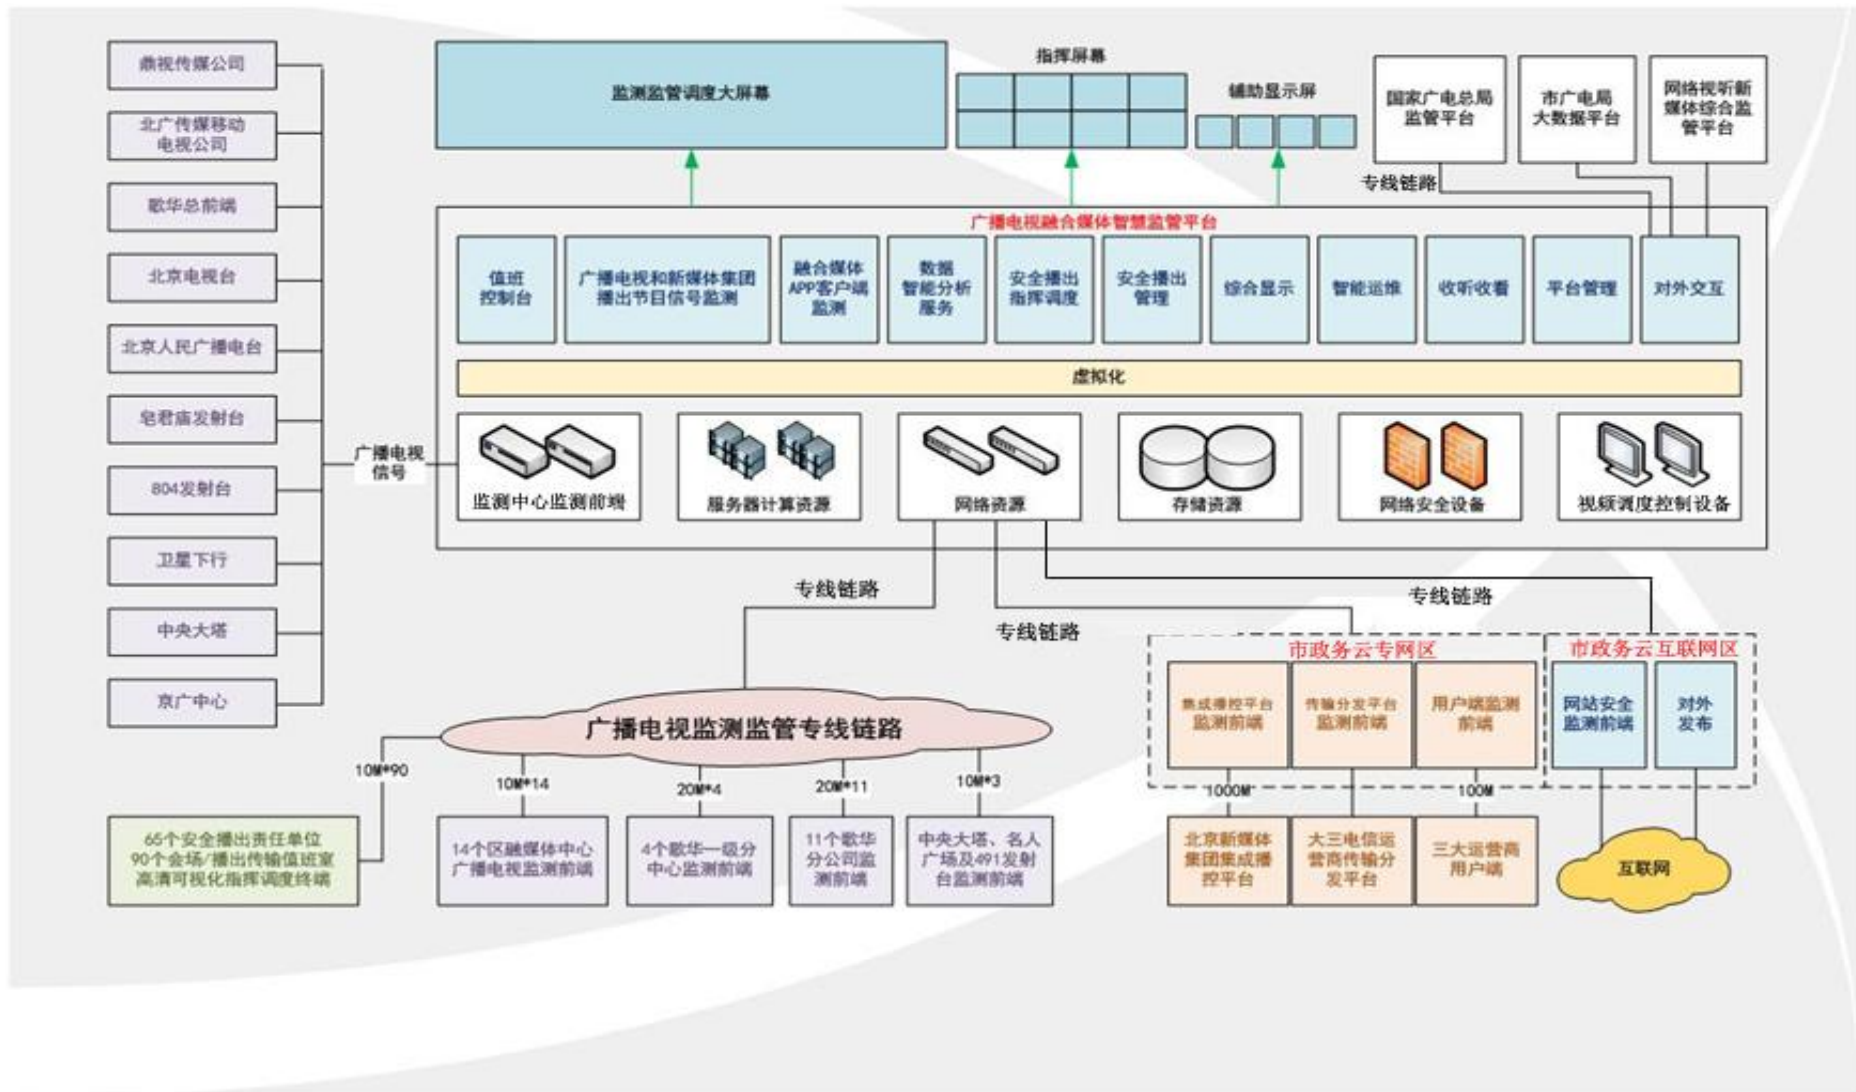 鼎视传媒公司
北广传媒移动
电视公司
歌华总前端
北京电视台
北京人民广播电台
皂君庙发射台
804发射台
卫星下行
中央大塔
京广中心
广播电视
信号
监测监管调度大屏幕
指挥屏幕
辅助显示屏
国家广电总局
监管平台
市广电局
大数据平台
网络视听新
媒体综合监
管平台
专线链路
广播电视融合媒体智慧监管平台
值班
控制台
广播电视和新媒体集团
播出节目信号监测
融合媒体
APP客户端
监测
数据
智能分析
服务
安全播出
指挥调度
安全播出
管理
综合显示
智能运维
收听收看
平台管理
对外交互
虚拟化
监测中心监测前端
服务器计算资源
网络资源
存储资源
网络安全设备
视频调度控制设备
专线链路
专线链路
专线链路
市政务云专网区
市政务云互联网区
集成播控平台
监测前端
传输分发平台
监测前端
用户端监测
前端
网站安全
监测前端
对外
发布
广播电视监测监管专线链路
10M*90
10M*14
20M*4
20M*11
10M*3
1000M
100M
65个安全播出责任单位
90个会场/播出传输值班室
高清可视化指挥调度终端
14个区融媒体中心
广播电视监测前端
4个歌华一级分
中心监测前端
11个歌华
分公司监
测前端
中央大塔、名人
广场及491发射
台监测前端
北京新媒体
集团集成播
控平台
大三电信运
营商传输分
发平台
三大运营商
用户端
互联网